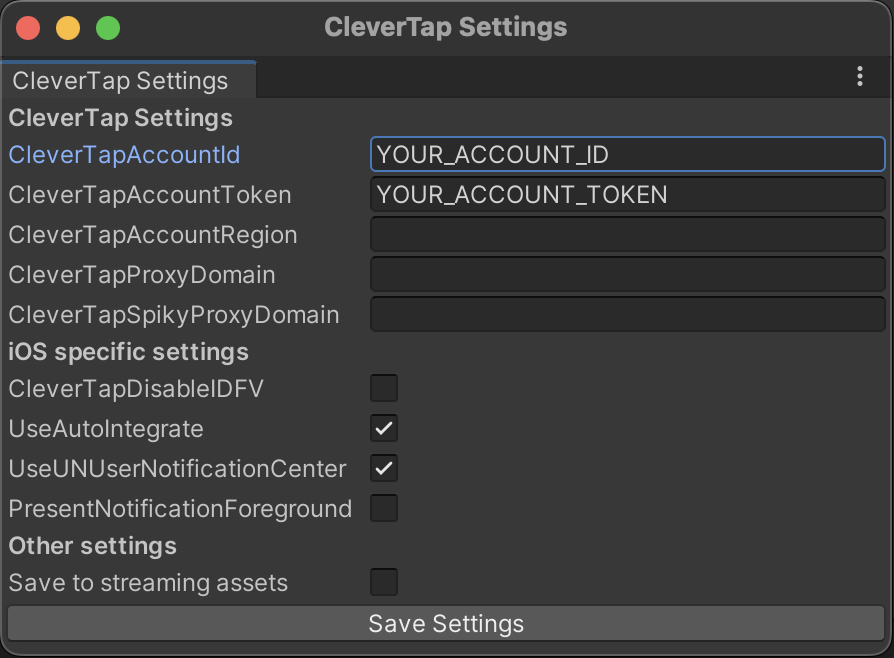 CleverTap Settings
CleverTap Settings
CleverTap Settings
CleverTapAccountId YOUR_ACCOUNT_ID
CleverTapAccountToken YOUR_ACCOUNT_TOKEN
CleverTapAccountRegion
CleverTapProxyDomain
CleverTapSpikyProxyDomain
iOS specific settings
CleverTapDisableIDFV
UseAutoIntegrate
UseUNUserNotificationCenter
PresentNotificationForeground
Other settings
Save to streaming assets
Save Settings